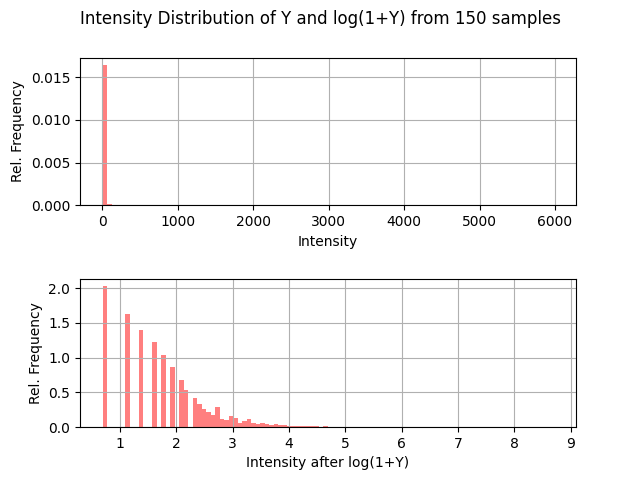 Intensity Distribution of Y and log(1+Y) from 150 samples
Rel. Frequency
0.015
0.010
0.005
0.000
0 1000 2000 3000 4000 5000 6000
Intensity
Rel. Frequency
2.0
1.5
1.0
0.5
0.0
1 2 3 4 5 6 7 8 9
Intensity after log(1+Y)